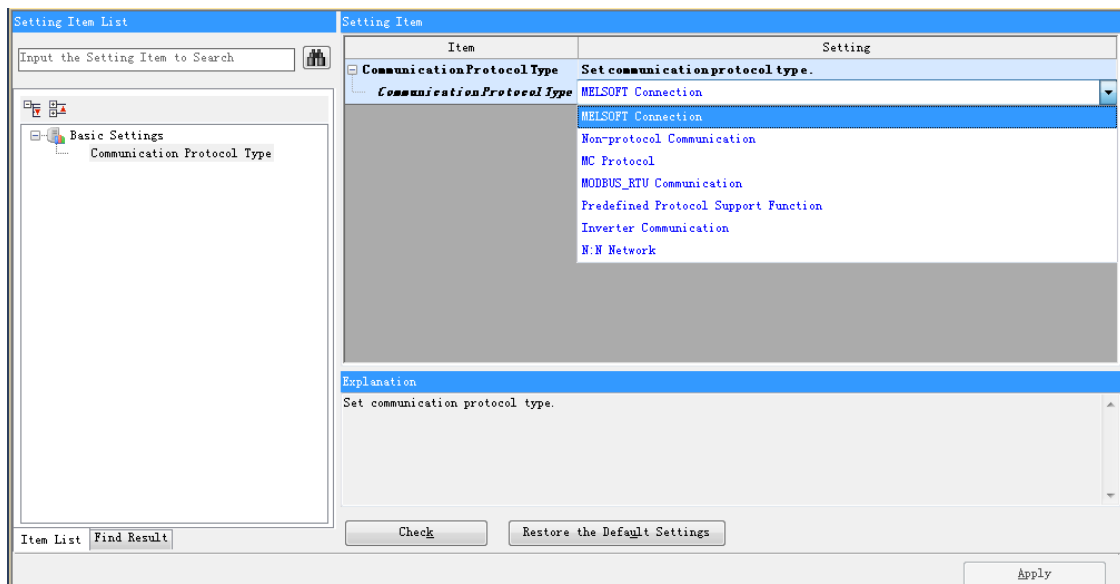 Setting Item List
Input the Setting Item to Search
Basic Settings
Communication Protocol Type
Item List
Find Result
Setting Item
Item Setting
Communication Protocol Type Set communication protocol type.
Communication Protocol Type MELSOFT Connection
MELSOFT Connection
Non-protocol Communication
MC Protocol
MODBUS_RTU Communication
Predefined Protocol Support Function
Inverter Communication
N:N Network
Explanation
Set communication protocol type.
Check Restore the Default Settings
Apply